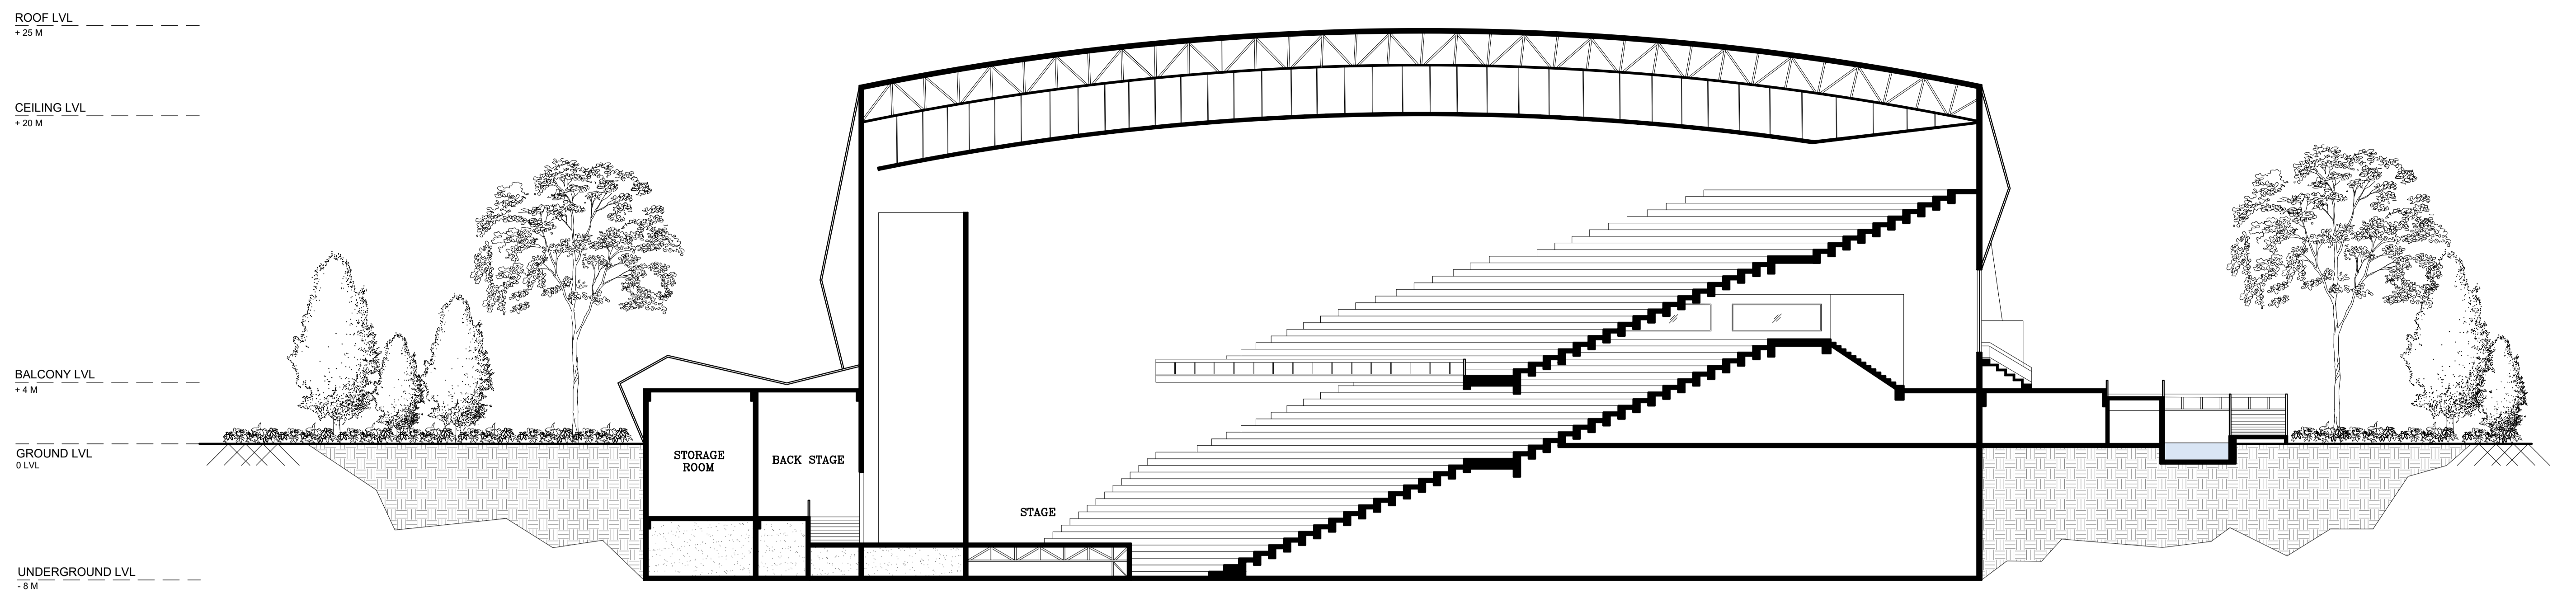 ROOF LVL
+ 25 M
CEILING LVL
+ 20 M
BALCONY LVL
+ 4 M
GROUND LVL
0 LVL
UNDERGROUND LVL
- 8 M
STORAGE
ROOM
BACK STAGE
STAGE